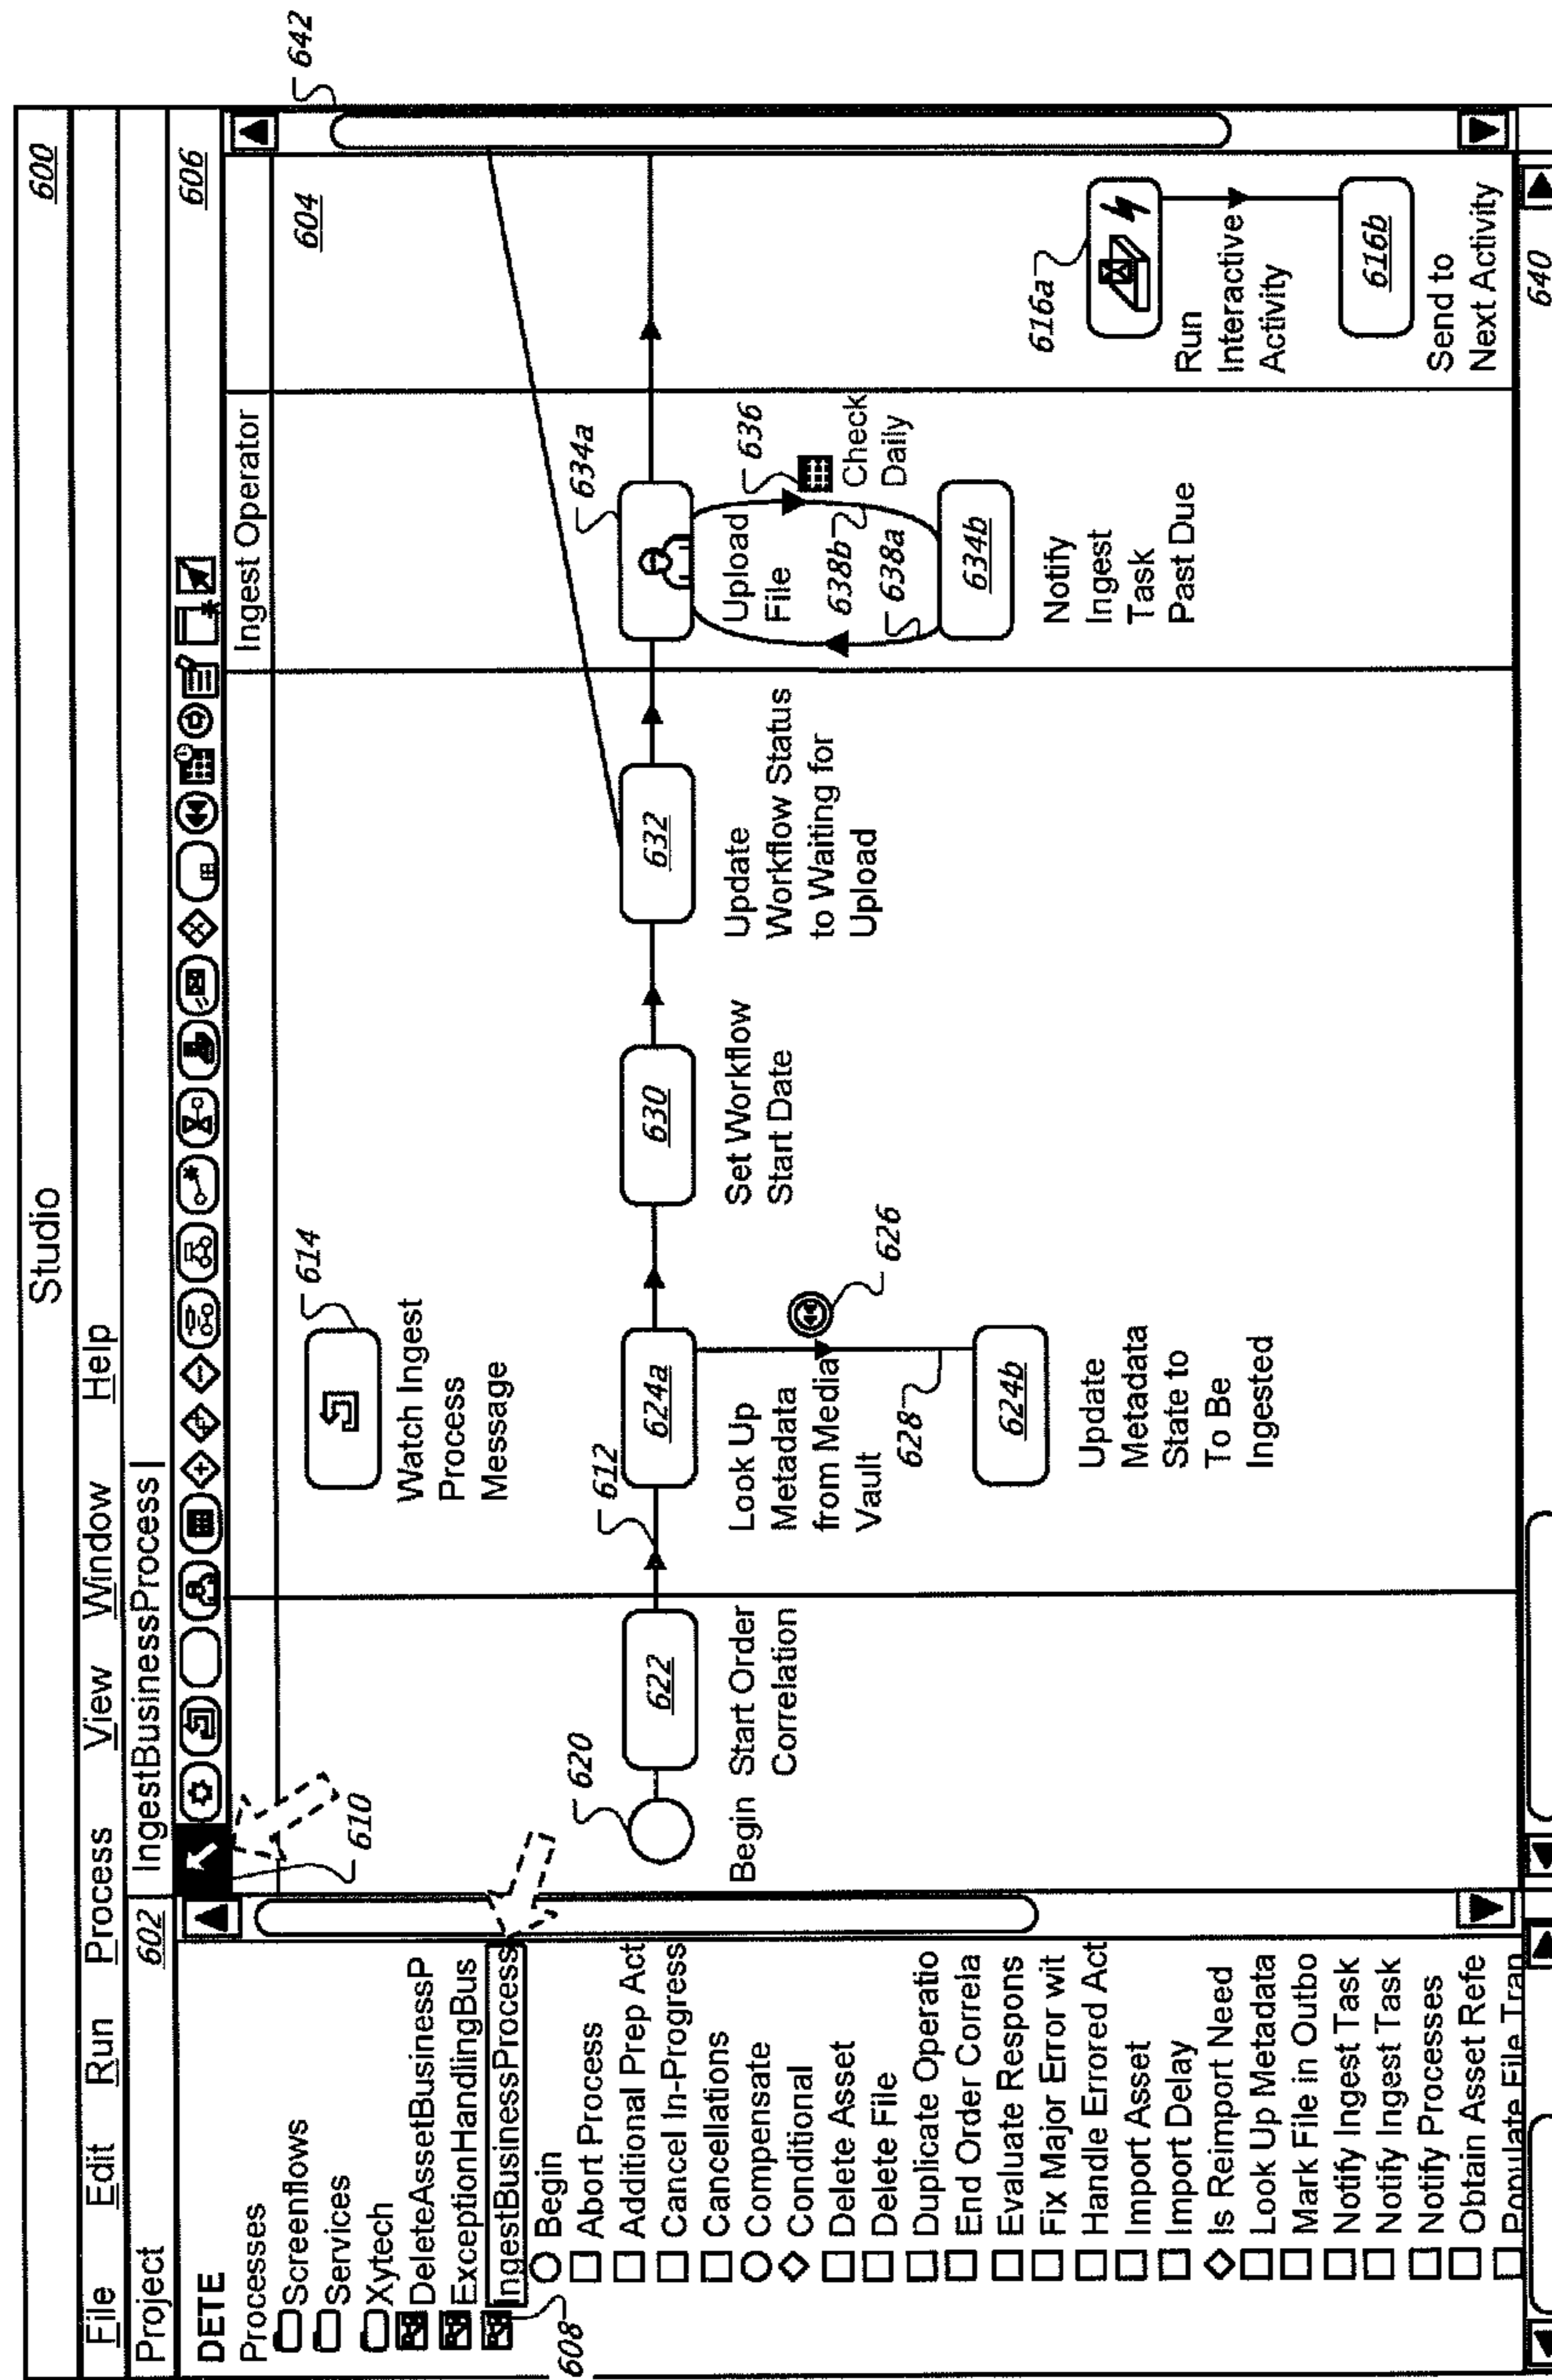 Studio
600
File Edit Run Process View Window Help
Project 602
IngestBusinessProcess
606
DETE
Processes
Screenflows
Services
Xytech
DeleteAssetBusinessP
ExceptionHandlingBus
IngestBusinessProcess
608
Begin
Abort Process
Additional Prep Act
Cancel In-Progress
Cancellations
Compensate
Conditional
Delete Asset
Delete File
Duplicate Operatio
End Order Correla
Evaluate Respons
Fix Major Error wit
Handle Errored Act
Import Asset
Import Delay
Is Reimport Need
Look Up Metadata
Mark File in Outbo
Notify Ingest Task
Notify Ingest Task
Notify Processes
Obtain Asset Refe
Populate File Tran
610
Ingest Operator
604
642
614
Watch Ingest
Process
Message
620
Begin
622
Start Order
Correlation
612
624a
Look Up
Metadata
from Media
Vault
626
628
624b
Update
Metadata
State to
To Be
Ingested
630
Set Workflow
Start Date
632
Update
Workflow Status
to Waiting for
Upload
634a
Upload
File
636
Check
Daily
638b
638a
634b
Notify
Ingest
Task
Past Due
616a
Run
Interactive
Activity
616b
Send to
Next Activity
640